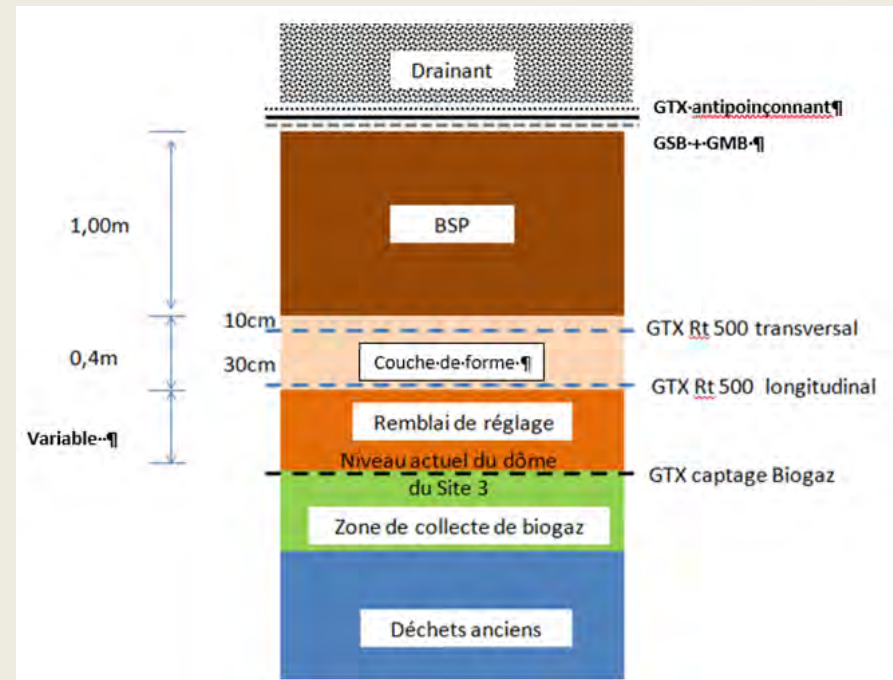 Drainant
GTX·antipoinçonnant¶
GSB·+·GMB·¶
1,00m
BSP
10cm
GTX Rt 500 transversal
0,4m
30cm
Couche·de·forme·¶
GTX Rt 500 longitudinal
Remblai de réglage
Variable··¶
Niveau actuel du dôme
du Site 3
GTX captage Biogaz
Zone de collecte de biogaz
Déchets anciens